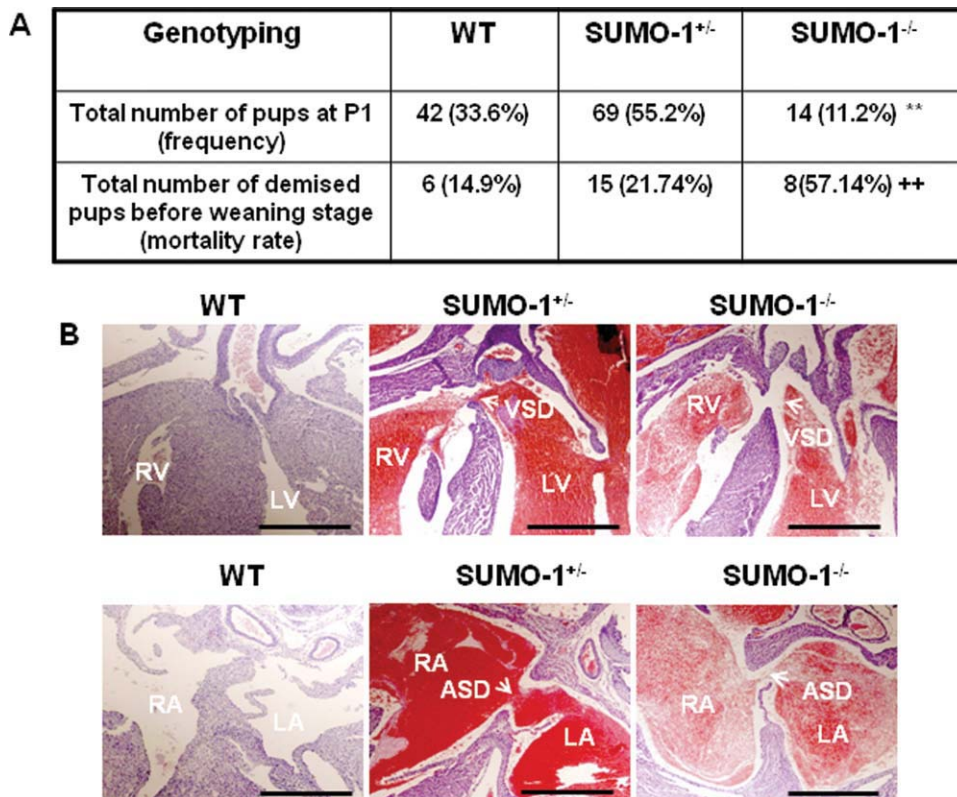 A
Genotyping WT SUMO-1+/- SUMO-1-/-
Total number of pups at P1 (frequency) 42 (33.6%) 69 (55.2%) 14 (11.2%) **
Total number of demised pups before weaning stage (mortality rate) 6 (14.9%) 15 (21.74%) 8(57.14%) ++
B
WT SUMO-1+/- SUMO-1-/-
RV LV
RV VSD LV
RV VSD LV
WT SUMO-1+/- SUMO-1-/-
RA LA
RA ASD LA
RA ASD LA